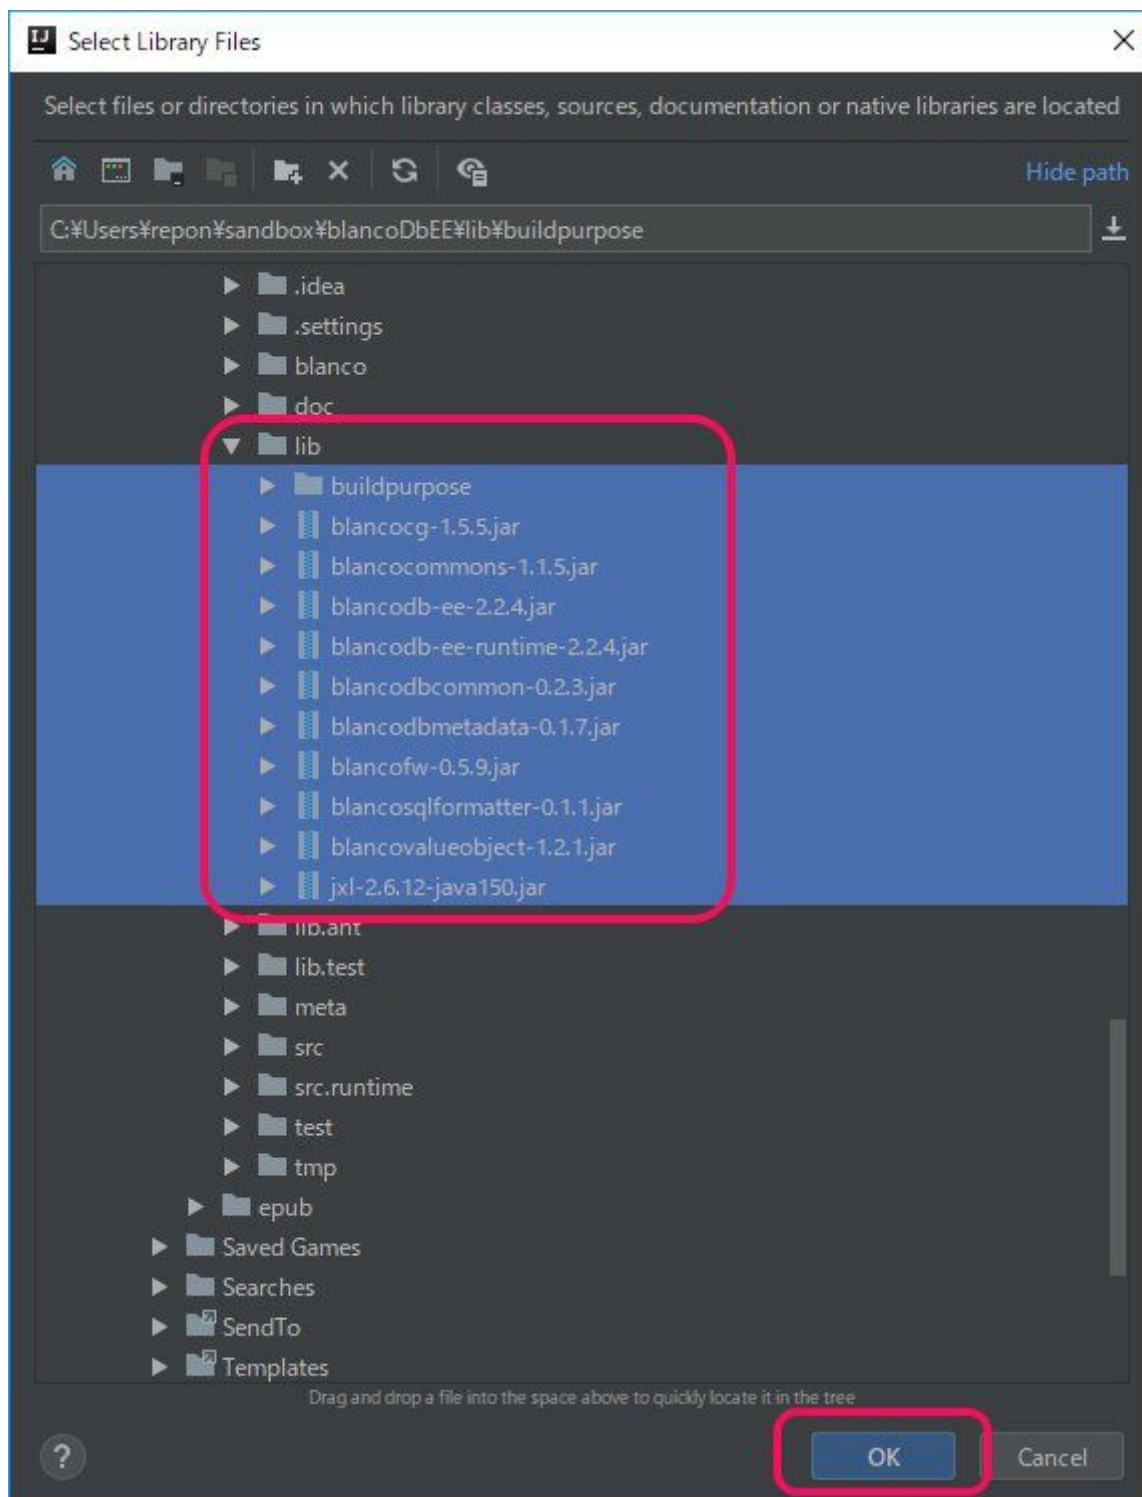 IJ
Select Library Files
Select files or directories in which library classes, sources, documentation or native libraries are located
Hide path
C:¥Users¥repon¥sandbox¥blancoDbEE¥lib¥buildpurpose
.idea
.settings
blanco
doc
lib
buildpurpose
blancocg-1.5.5.jar
blancocommons-1.1.5.jar
blancodb-ee-2.2.4.jar
blancodb-ee-runtime-2.2.4.jar
blancodbcommon-0.2.3.jar
blancodbmetadata-0.1.7.jar
blancofw-0.5.9.jar
blancosqlformatter-0.1.1.jar
blancovalueobject-1.2.1.jar
jxl-2.6.12-java150.jar
lib.ant
lib.test
meta
src
src.runtime
test
tmp
epub
Saved Games
Searches
SendTo
Templates
Drag and drop a file into the space above to quickly locate it in the tree
?
OK
Cancel